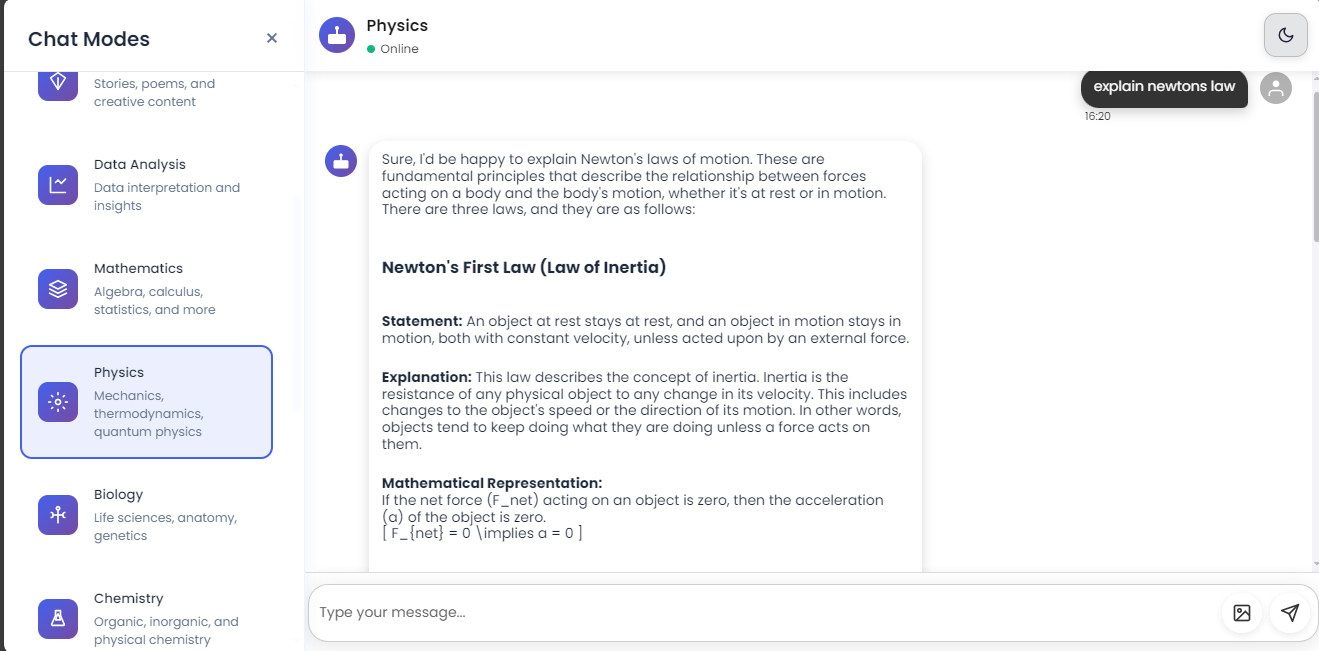 Chat Modes
Stories, poems, and
creative content
Data Analysis
Data interpretation and
insights
Mathematics
Algebra, calculus,
statistics, and more
Physics
Mechanics,
thermodynamics,
quantum physics
Biology
Life sciences, anatomy,
genetics
Chemistry
Organic, inorganic, and
physical chemistry
Physics
Online
explain newtons law
16:20
Sure, I'd be happy to explain Newton's laws of motion. These are
fundamental principles that describe the relationship between forces
acting on a body and the body's motion, whether it's at rest or in motion.
There are three laws, and they are as follows:
Newton's First Law (Law of Inertia)
Statement: An object at rest stays at rest, and an object in motion stays in
motion, both with constant velocity, unless acted upon by an external force.
Explanation: This law describes the concept of inertia. Inertia is the
resistance of any physical object to any change in its velocity. This includes
changes to the object's speed or the direction of its motion. In other words,
objects tend to keep doing what they are doing unless a force acts on
them.
Mathematical Representation:
If the net force (F_net) acting on an object is zero, then the acceleration
(a) of the object is zero.
[ F_{net} = 0 \implies a = 0 ]
Type your message...